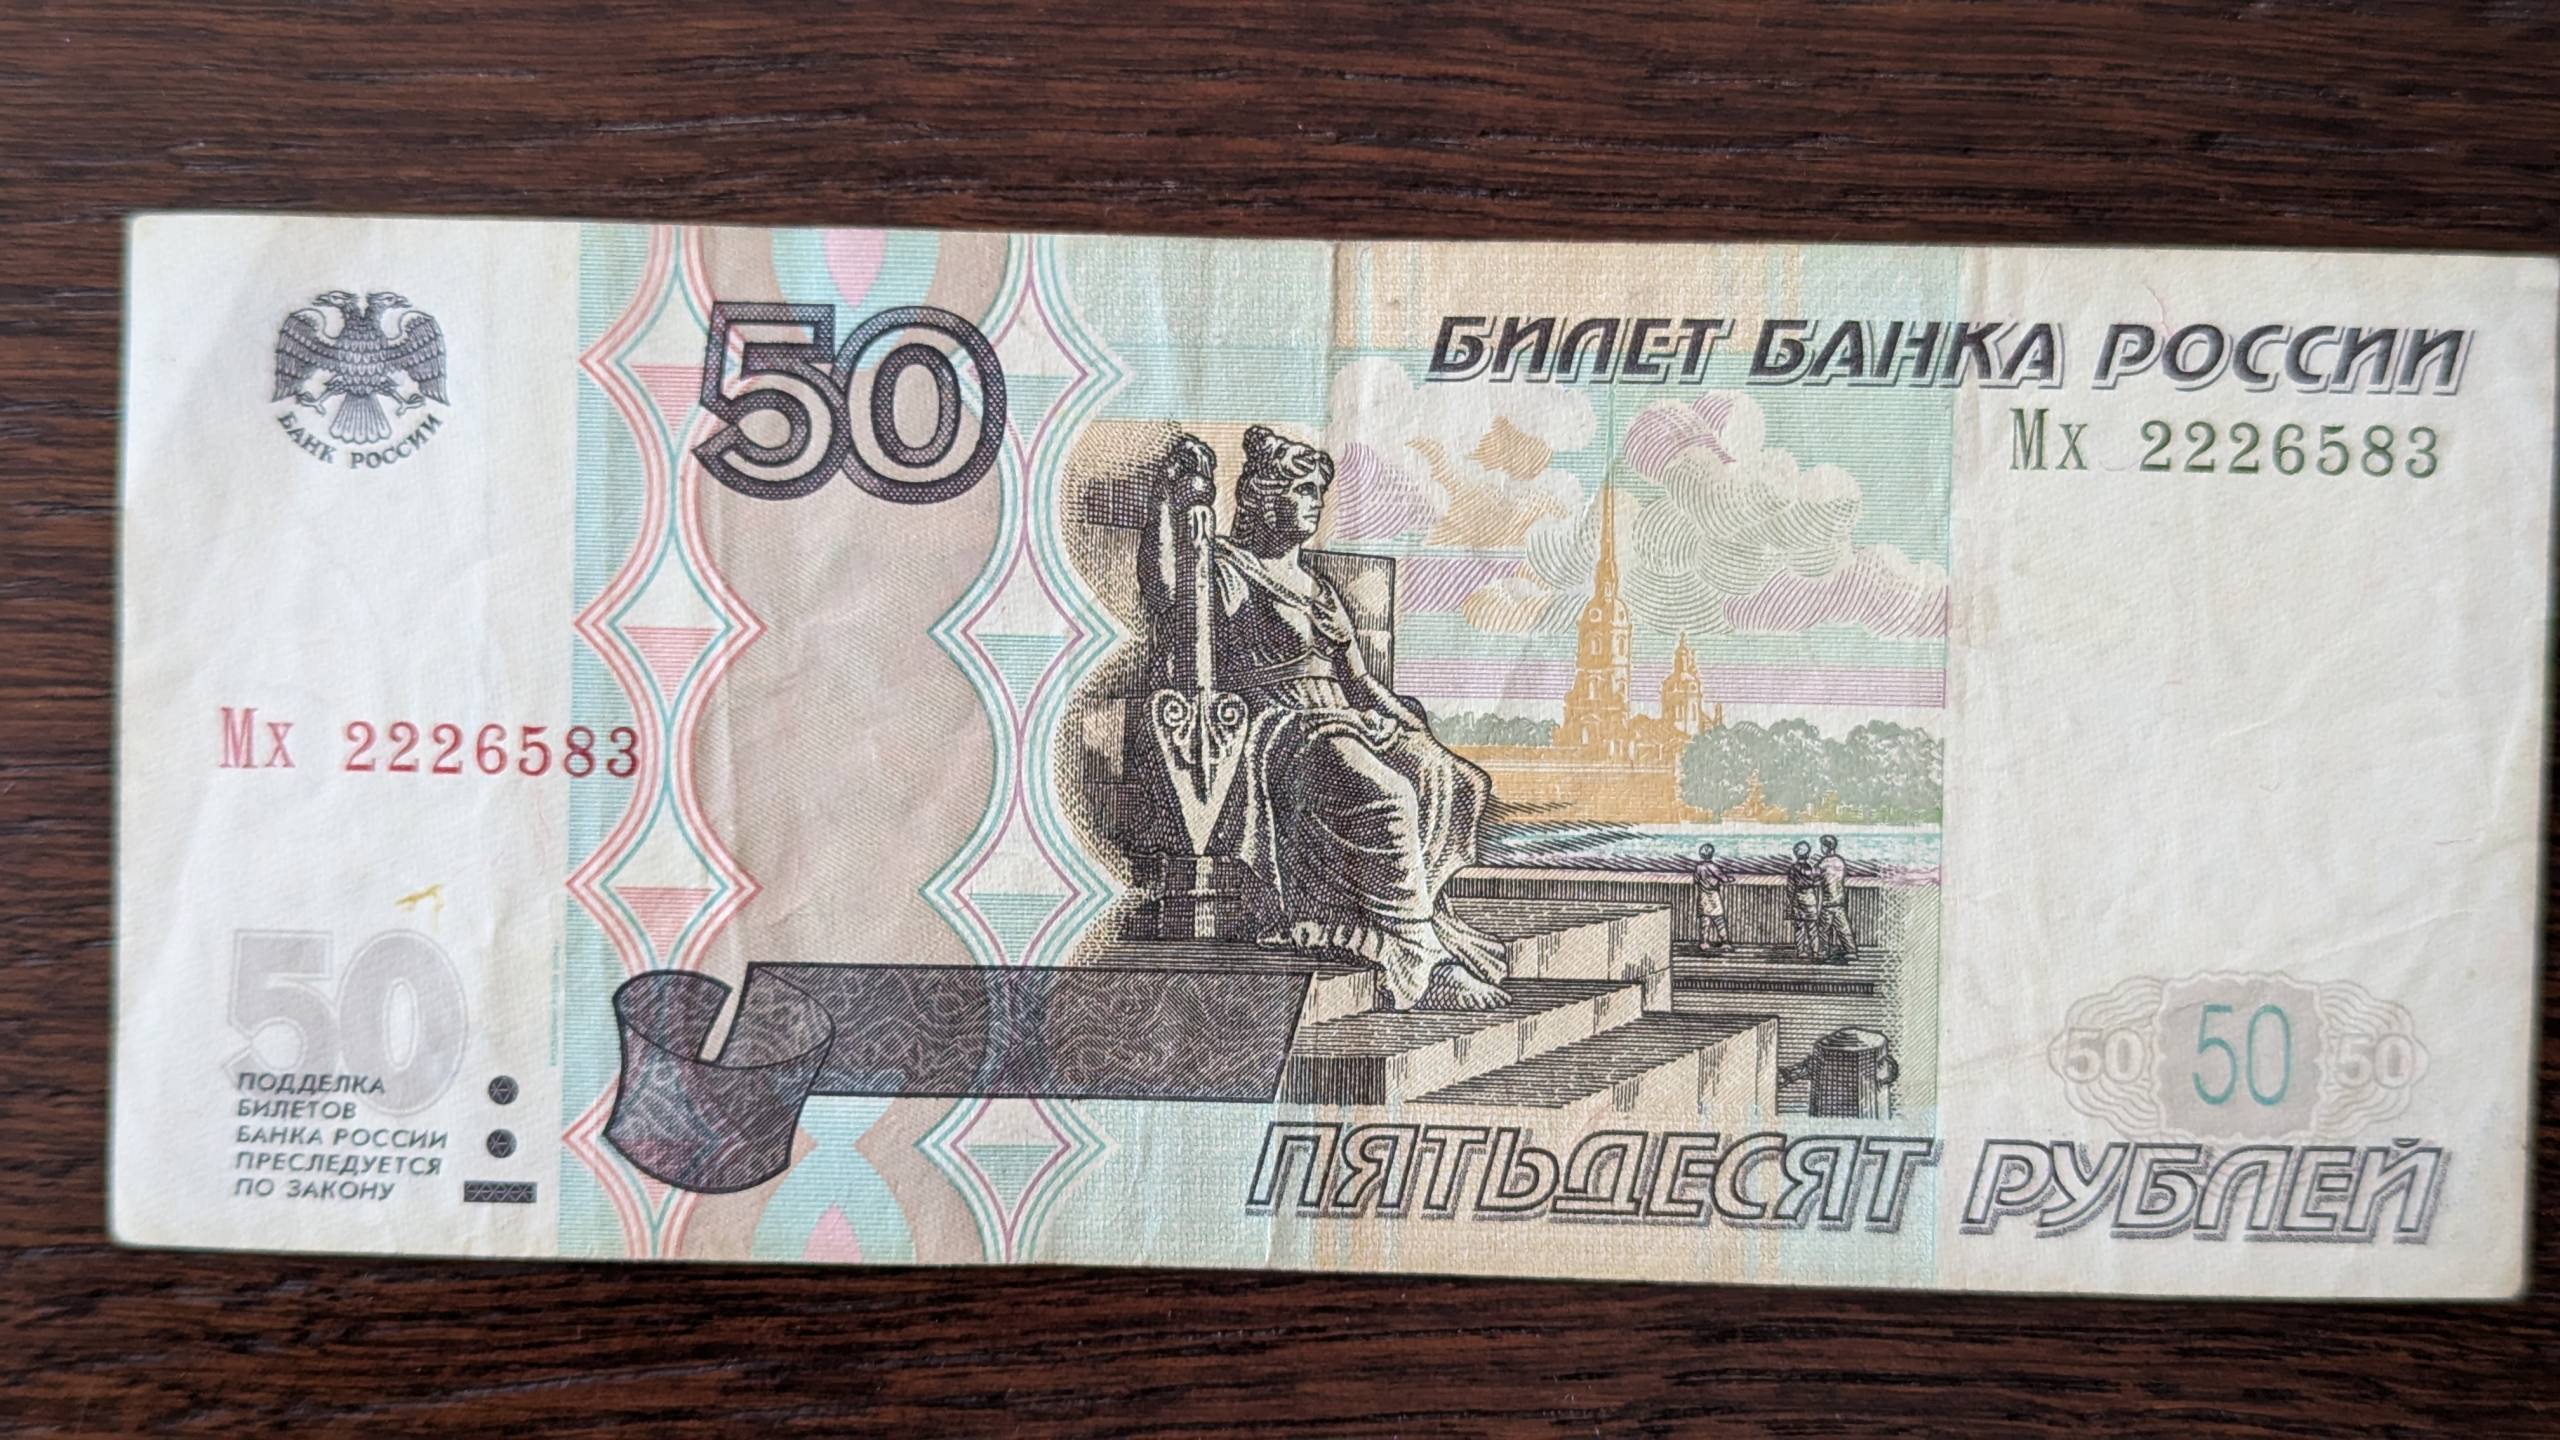 БАНК РОССИИ
50
БИЛЕТ БАНКА РОССИИ
Мх 2226583
Мх 2226583
50
ПОДДЕЛКА
БИЛЕТОВ
БАНКА РОССИИ
ПРЕСЛЕДУЕТСЯ
ПО ЗАКОНУ
50 50 50
ПЯТЬДЕСЯТ РУБЛЕЙ